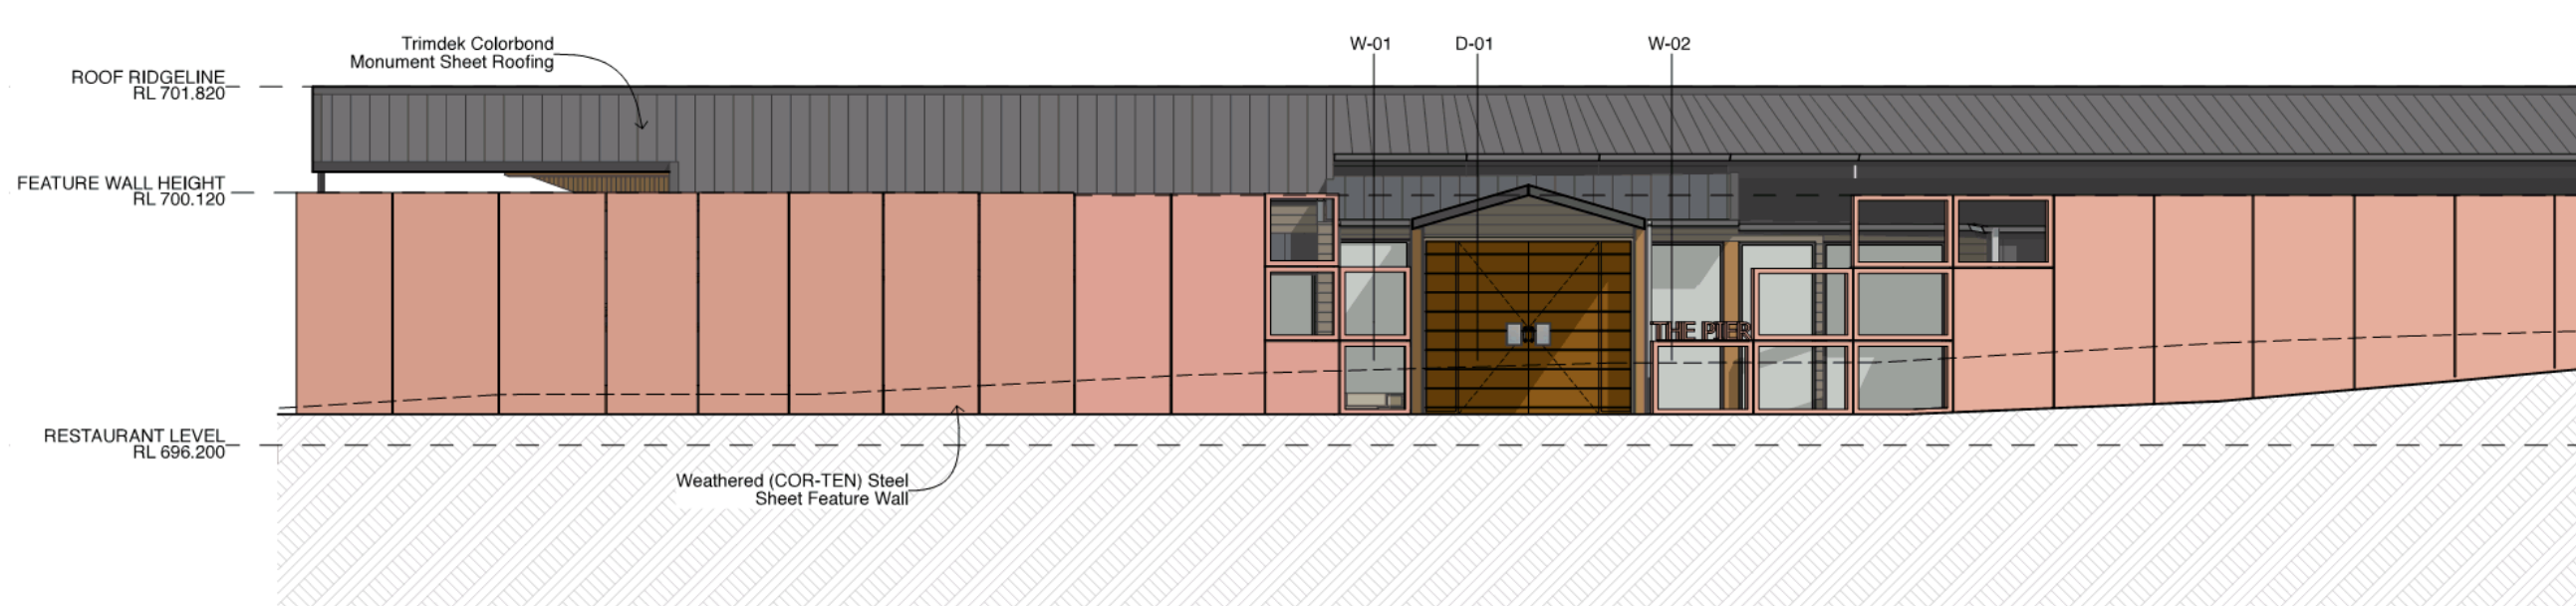 Trimdek Colorbond
Monument Sheet Roofing
W-01
D-01
W-02
ROOF RIDGELINE
RL 701.820
FEATURE WALL HEIGHT
RL 700.120
THE PIER
RESTAURANT LEVEL
RL 696.200
Weathered (COR-TEN) Steel
Sheet Feature Wall